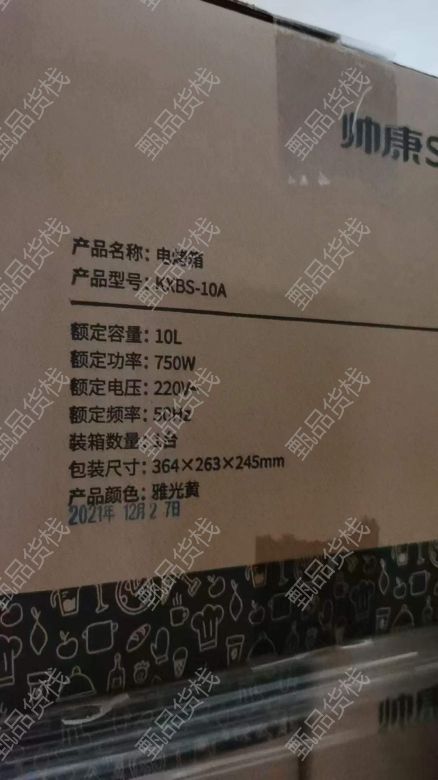 帅康S
产品名称：电烤箱
产品型号：KXBS-10A
额定容量：10L
额定功率：750W
额定电压：220V~
额定频率：50Hz
装箱数量：1台
包装尺寸：364×263×245mm
产品颜色：雅光黄
2021年 12月 2 7日
帅康
甄品货栈